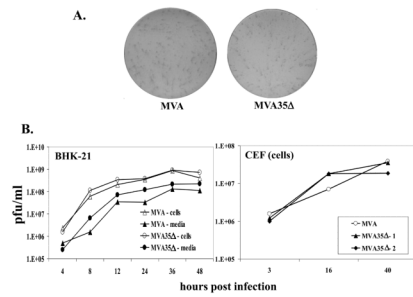 A.
MVA
MVA35Δ
B.
BHK-21
CEF (cells)
pfu/ml
1.E+10
1.E+09
1.E+08
1.E+07
1.E+06
1.E+05
MVA - cells
MVA - media
MVA35Δ - cells
MVA35Δ - media
4 8 12 24 36 48
1.E+08
1.E+07
1.E+06
1.E+05
MVA
MVA35Δ- 1
MVA35Δ- 2
3 16 40
hours post infection